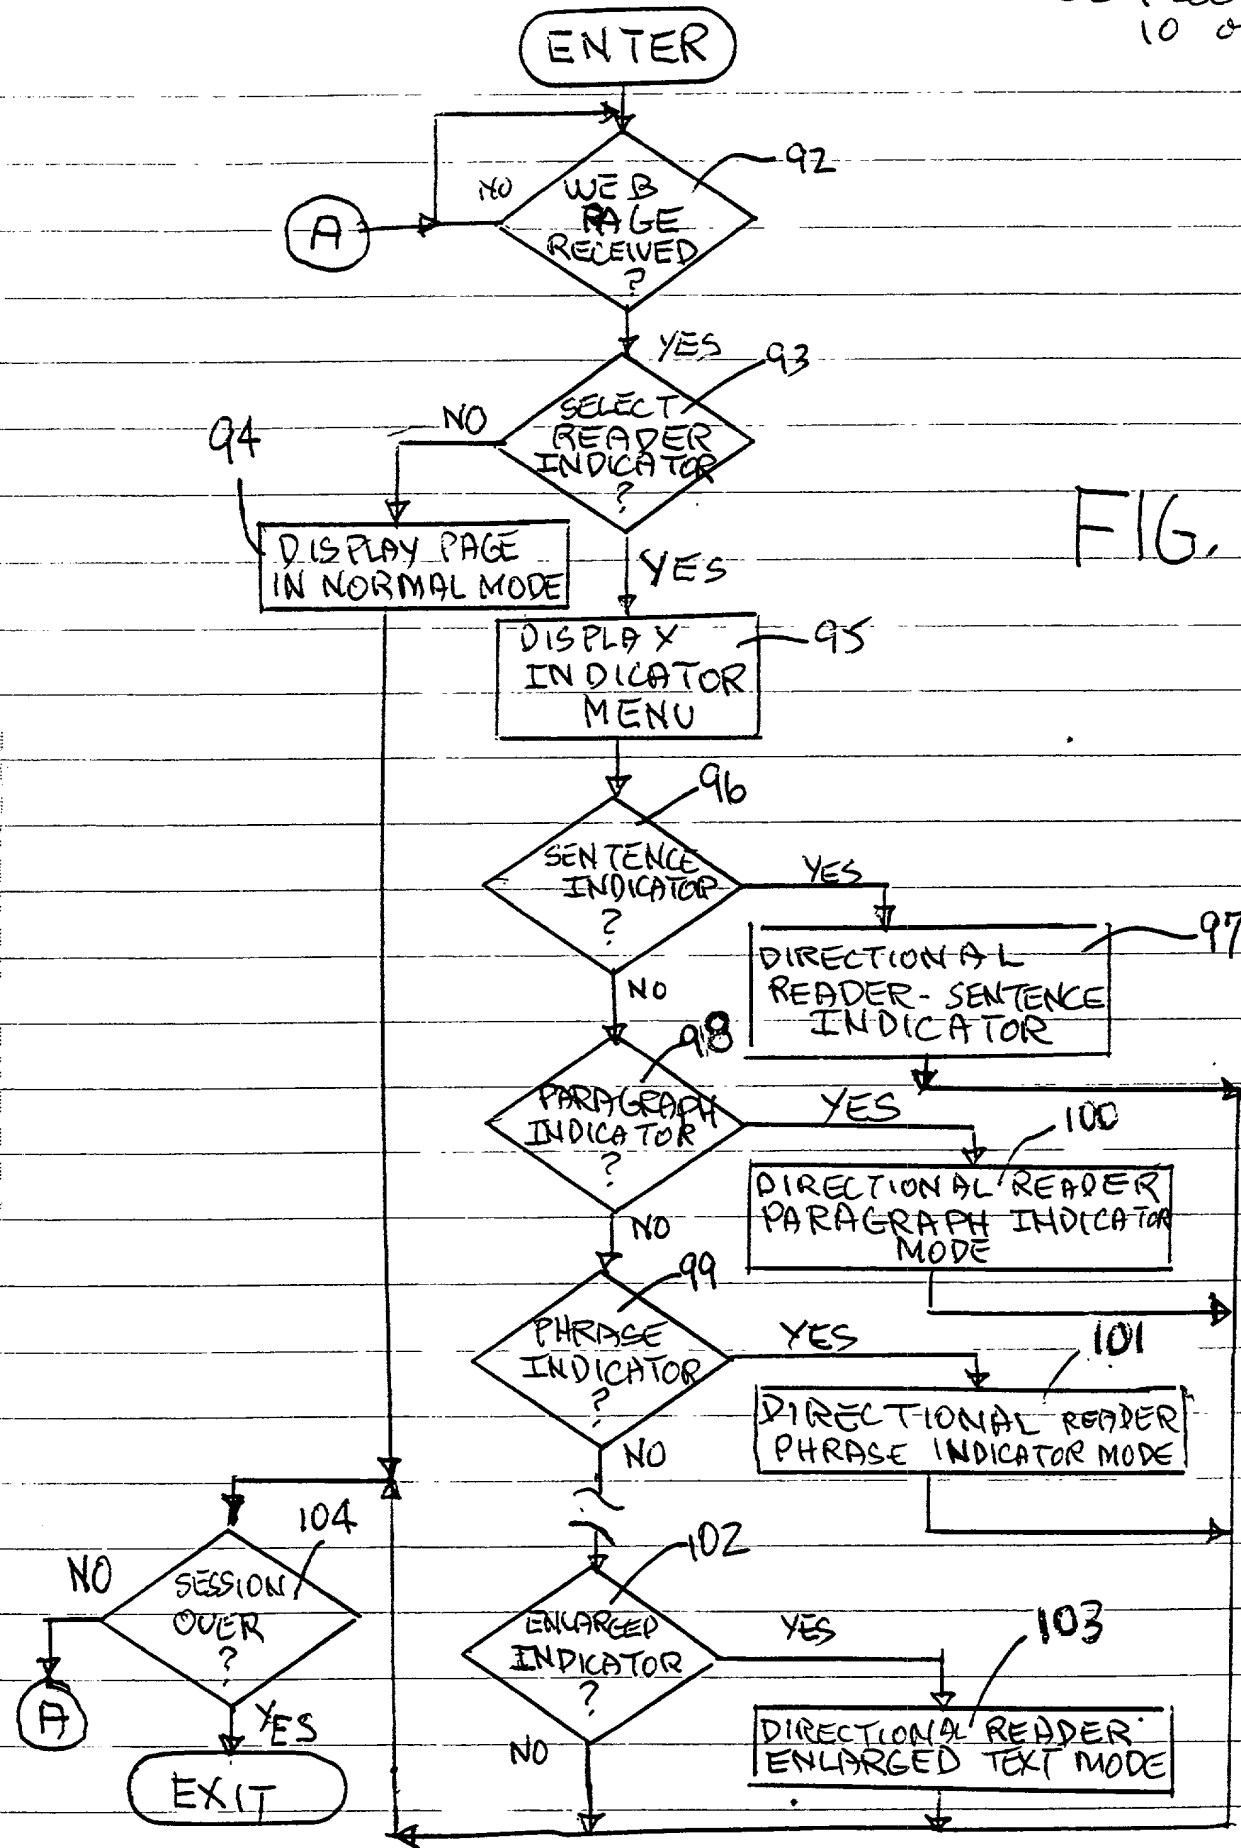 10
ENTER
92
NO
WEB
PAGE
RECEIVED
?
A
YES
93
NO
SELECT
READER
INDICATOR
?
94
FIG.
DISPLAY PAGE
IN NORMAL MODE
YES
DISPLAY
INDICATOR
MENU
95
96
SENTENCE
INDICATOR
?
YES
97
DIRECTIONAL
READER - SENTENCE
INDICATOR
NO
98
PARAGRAPH
INDICATOR
?
YES
100
DIRECTIONAL READER
PARAGRAPH INDICATOR
MODE
NO
99
PHRASE
INDICATOR
?
YES
101
DIRECTIONAL READER
PHRASE INDICATOR MODE
NO
104
NO
SESSION
OVER
?
102
ENLARGED
INDICATOR
?
YES
103
A
YES
NO
DIRECTIONAL READER
ENLARGED TEXT MODE
EXIT